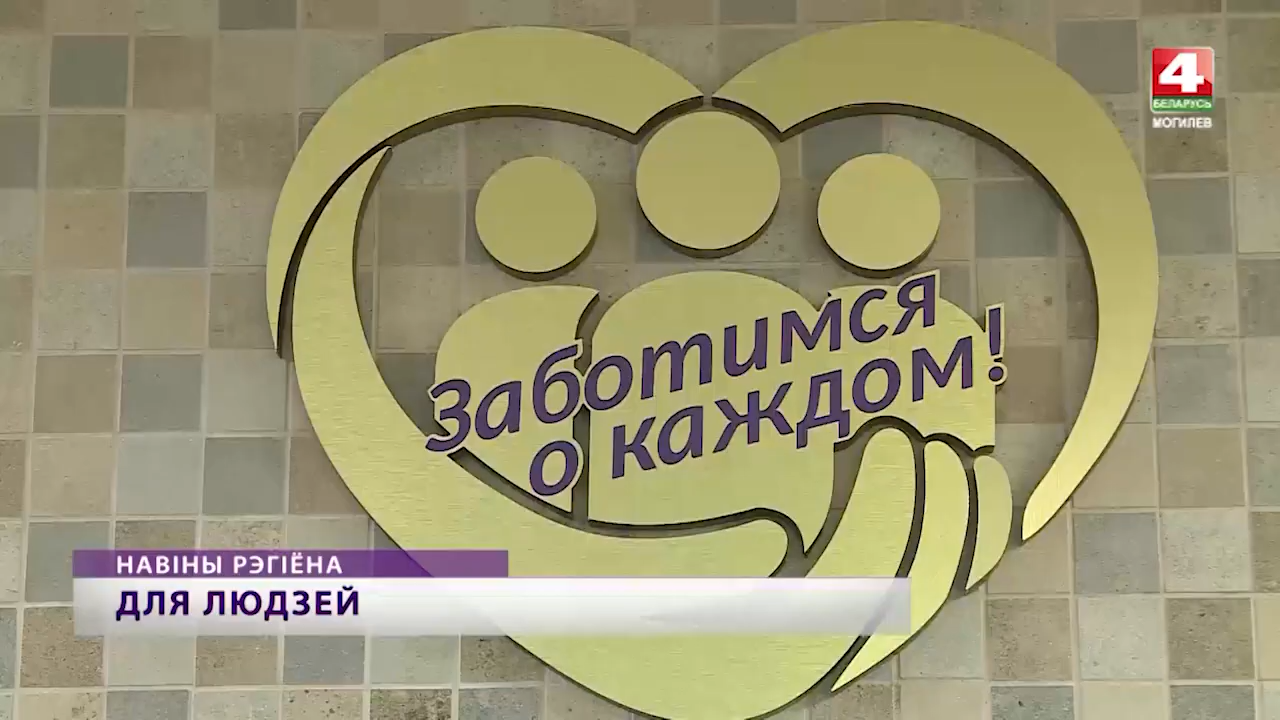 4
БЕЛАРУСЬ
МОГИЛЕВ
Заботимся
о каждом!
НАВІНЫ РЭГІЁНА
ДЛЯ ЛЮДЗЕЙ